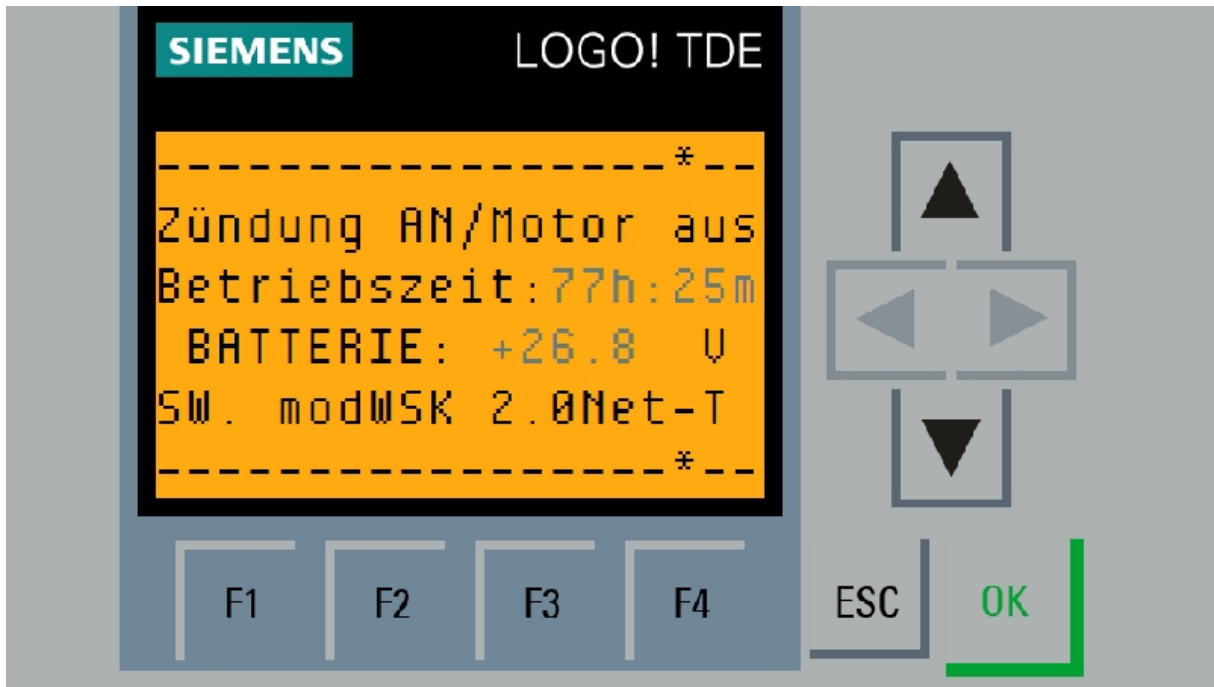 SIEMENS LOGO! TDE
-----------------*--
Zündung AN/Motor aus
Betriebszeit:77h:25m
BATTERIE: +26.8 V
SW. modWSK 2.0Net-T
-----------------*--
F1 F2 F3 F4 ESC OK